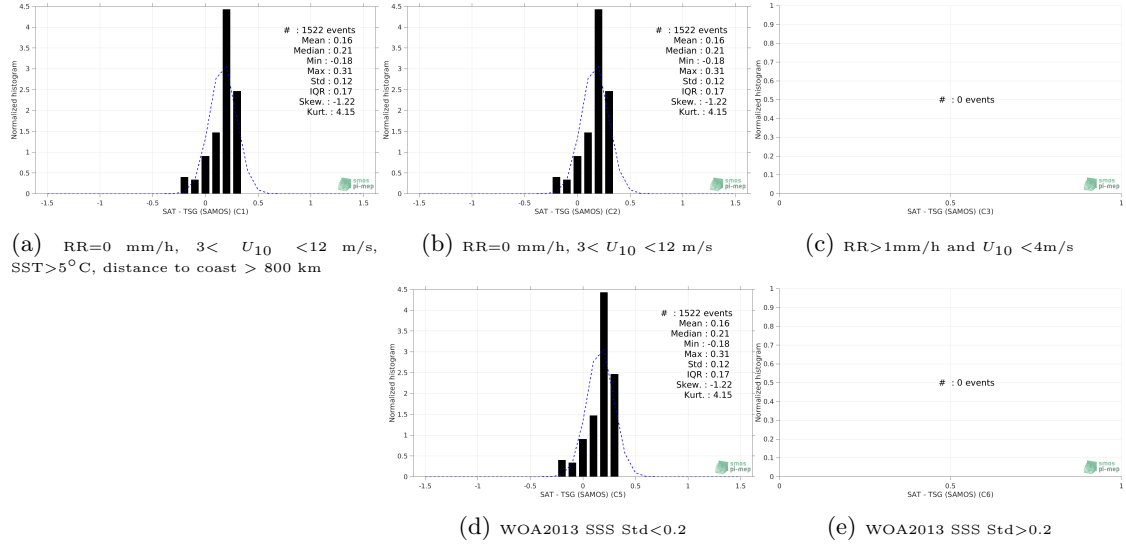 4.5
4
3.5
3
2.5
2
1.5
1
0.5
0
Normalized histogram
# : 1522 events
Mean : 0.16
Median : 0.21
Min : -0.18
Max : 0.31
Std : 0.12
IQR : 0.17
Skew. : -1.22
Kurt. : 4.15
smos
pi-mep
-1.5 -1 -0.5 0 0.5 1 1.5
SAT - TSG (SAMOS) (C1)
(a) RR=0 mm/h, 3< U10 <12 m/s,
SST>5°C, distance to coast > 800 km
4.5
4
3.5
3
2.5
2
1.5
1
0.5
0
Normalized histogram
# : 1522 events
Mean : 0.16
Median : 0.21
Min : -0.18
Max : 0.31
Std : 0.12
IQR : 0.17
Skew. : -1.22
Kurt. : 4.15
smos
pi-mep
-1.5 -1 -0.5 0 0.5 1 1.5
SAT - TSG (SAMOS) (C2)
(b) RR=0 mm/h, 3< U10 <12 m/s
1
0.9
0.8
0.7
0.6
0.5
0.4
0.3
0.2
0.1
0
Normalized histogram
# : 0 events
smos
pi-mep
0 0.5 1
SAT - TSG (SAMOS) (C3)
(c) RR>1mm/h and U10 <4m/s
4.5
4
3.5
3
2.5
2
1.5
1
0.5
0
Normalized histogram
# : 1522 events
Mean : 0.16
Median : 0.21
Min : -0.18
Max : 0.31
Std : 0.12
IQR : 0.17
Skew. : -1.22
Kurt. : 4.15
smos
pi-mep
-1.5 -1 -0.5 0 0.5 1 1.5
SAT - TSG (SAMOS) (C5)
(d) WOA2013 SSS Std<0.2
1
0.9
0.8
0.7
0.6
0.5
0.4
0.3
0.2
0.1
0
Normalized histogram
# : 0 events
smos
pi-mep
0 0.5 1
SAT - TSG (SAMOS) (C6)
(e) WOA2013 SSS Std>0.2